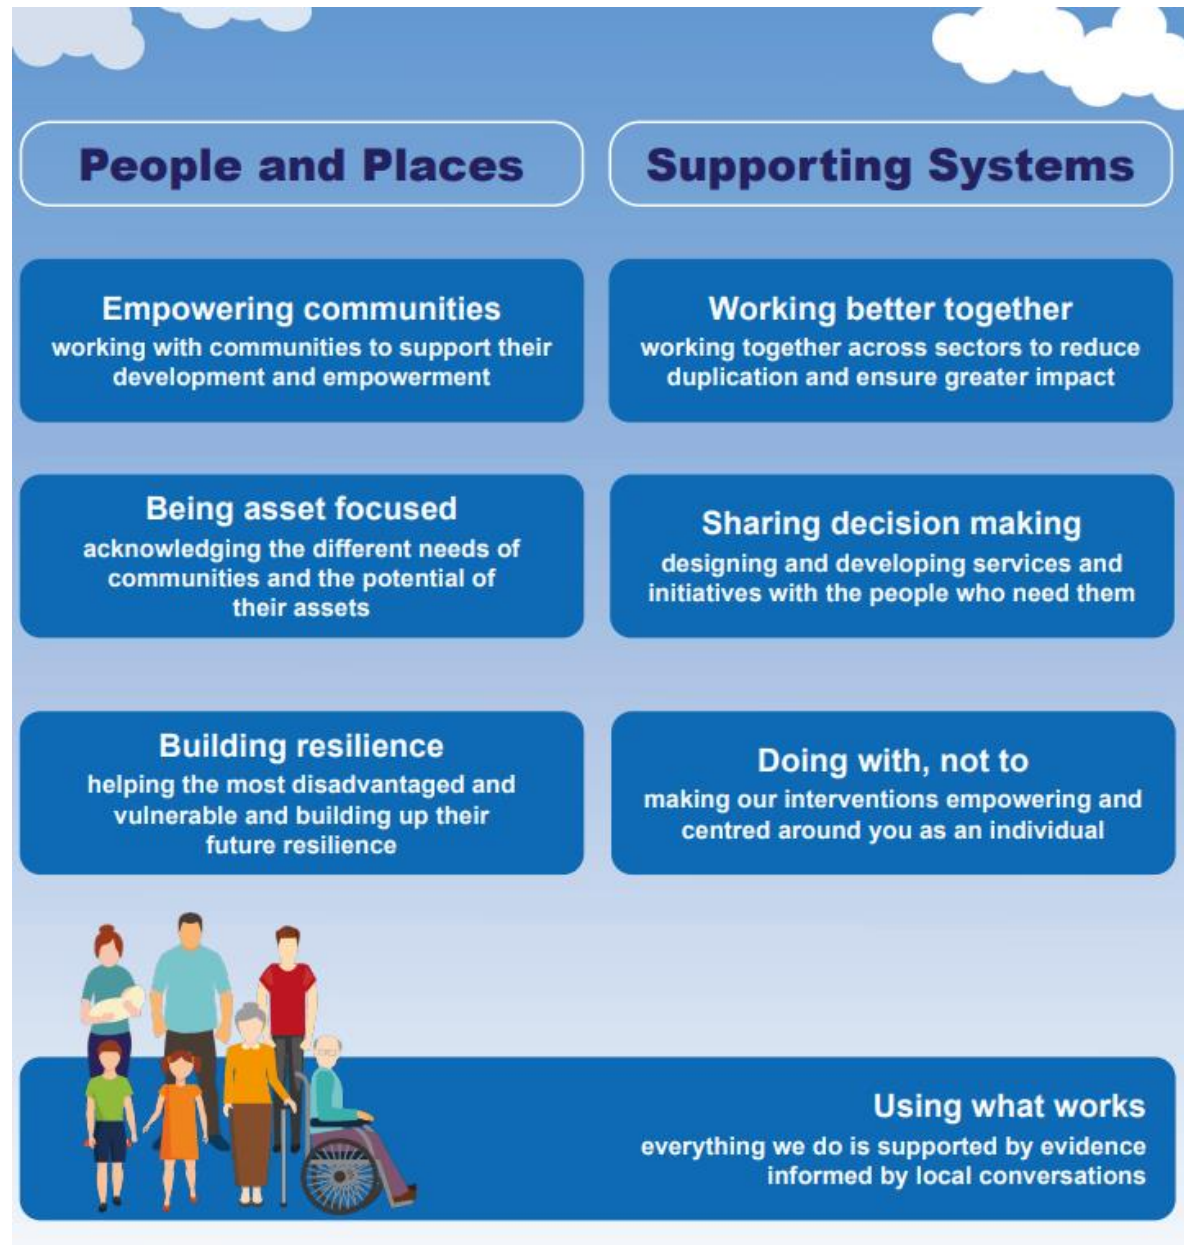 People and Places
Supporting Systems
Empowering communities
working with communities to support their
development and empowerment
Working better together
working together across sectors to reduce
duplication and ensure greater impact
Being asset focused
acknowledging the different needs of
communities and the potential of
their assets
Sharing decision making
designing and developing services and
initiatives with the people who need them
Building resilience
helping the most disadvantaged and
vulnerable and building up their
future resilience
Doing with, not to
making our interventions empowering and
centred around you as an individual
Using what works
everything we do is supported by evidence
informed by local conversations